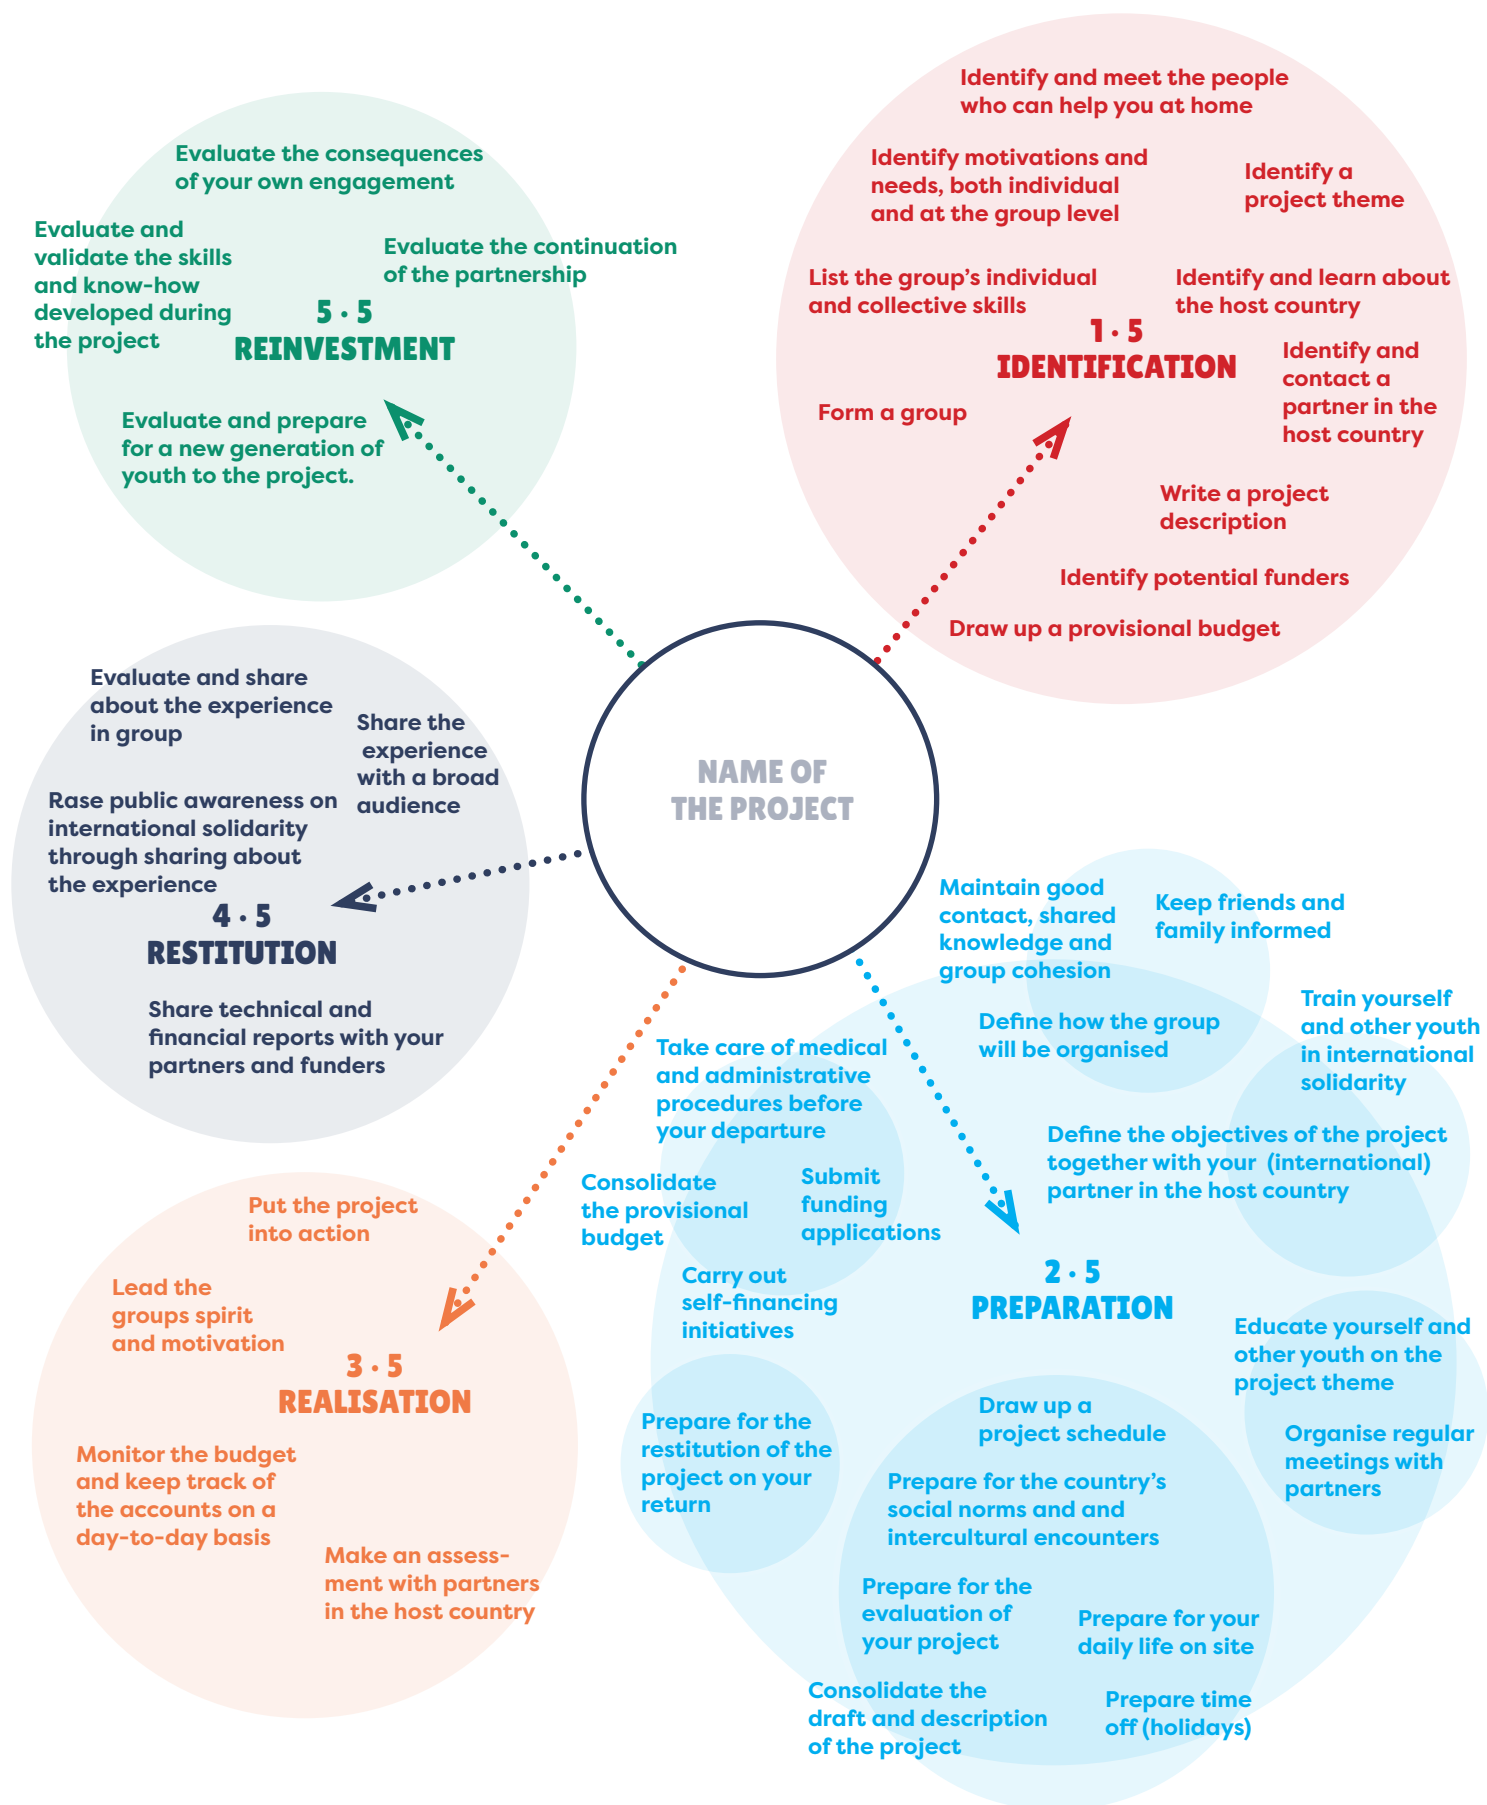 Identify and meet the people
who can help you at home
Identify motivations and
needs, both individual
and at the group level
Identify a
project theme
List the group's individual
and collective skills
Identify and learn about
the host country
1 · 5
IDENTIFICATION
Identify and
contact a
partner in the
host country
Form a group
Write a project
description
Identify potential funders
Draw up a provisional budget
Evaluate the consequences
of your own engagement
Evaluate and
validate the skills
and know-how
developed during
the project
Evaluate the continuation
of the partnership
5 · 5
REINVESTMENT
Evaluate and prepare
for a new generation of
youth to the project.
NAME OF
THE PROJECT
Evaluate and share
about the experience
in group
Share the
experience
with a broad
audience
Rase public awareness on
international solidarity
through sharing about
the experience
4 · 5
RESTITUTION
Share technical and
financial reports with your
partners and funders
Maintain good
contact, shared
knowledge and
group cohesion
Keep friends and
family informed
Define how the group
will be organised
Train yourself
and other youth
in international
solidarity
Take care of medical
and administrative
procedures before
your departure
Define the objectives of the project
together with your (international)
partner in the host country
Consolidate
the provisional
budget
Submit
funding
applications
Carry out
self-financing
initiatives
2 · 5
PREPARATION
Educate yourself and
other youth on the
project theme
Prepare for the
restitution of the
project on your
return
Draw up a
project schedule
Organise regular
meetings with
partners
Prepare for the country's
social norms and and
intercultural encounters
Prepare for the
evaluation of
your project
Prepare for your
daily life on site
Consolidate the
draft and description
of the project
Prepare time
off (holidays)
Put the project
into action
Lead the
groups spirit
and motivation
3 · 5
REALISATION
Monitor the budget
and keep track of
the accounts on a
day-to-day basis
Make an assess-
ment with partners
in the host country